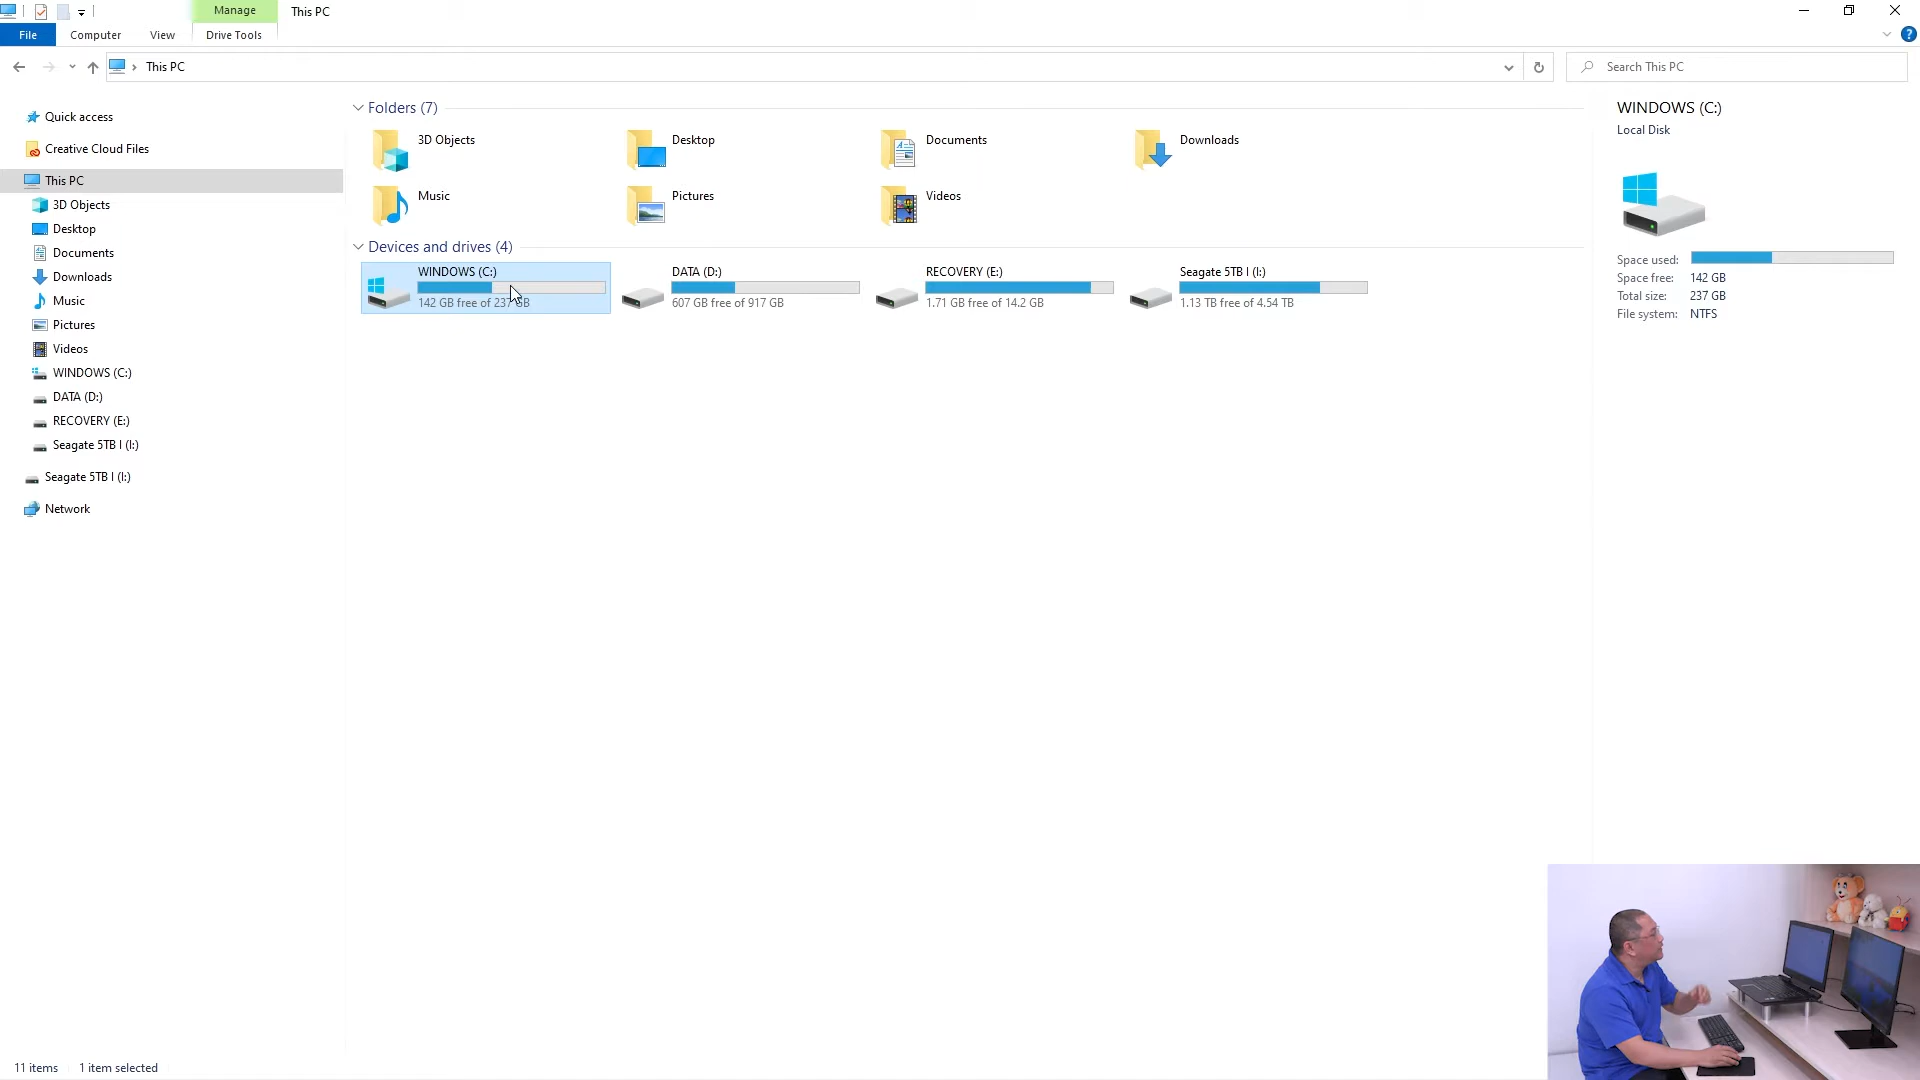 Manage
This PC
File
Computer
View
Drive Tools
?
This PC
Search This PC
Quick access
Creative Cloud Files
This PC
3D Objects
Desktop
Documents
Downloads
Music
Pictures
Videos
WINDOWS (C:)
DATA (D:)
RECOVERY (E:)
Seagate 5TB I (I:)
Seagate 5TB I (I:)
Network
Folders (7)
3D Objects
Desktop
Documents
Downloads
Music
Pictures
Videos
Devices and drives (4)
WINDOWS (C:)
142 GB free of 237 GB
DATA (D:)
607 GB free of 917 GB
RECOVERY (E:)
1.71 GB free of 14.2 GB
Seagate 5TB I (I:)
1.13 TB free of 4.54 TB
WINDOWS (C:)
Local Disk
Space used:
Space free: 142 GB
Total size: 237 GB
File system: NTFS
11 items
1 item selected